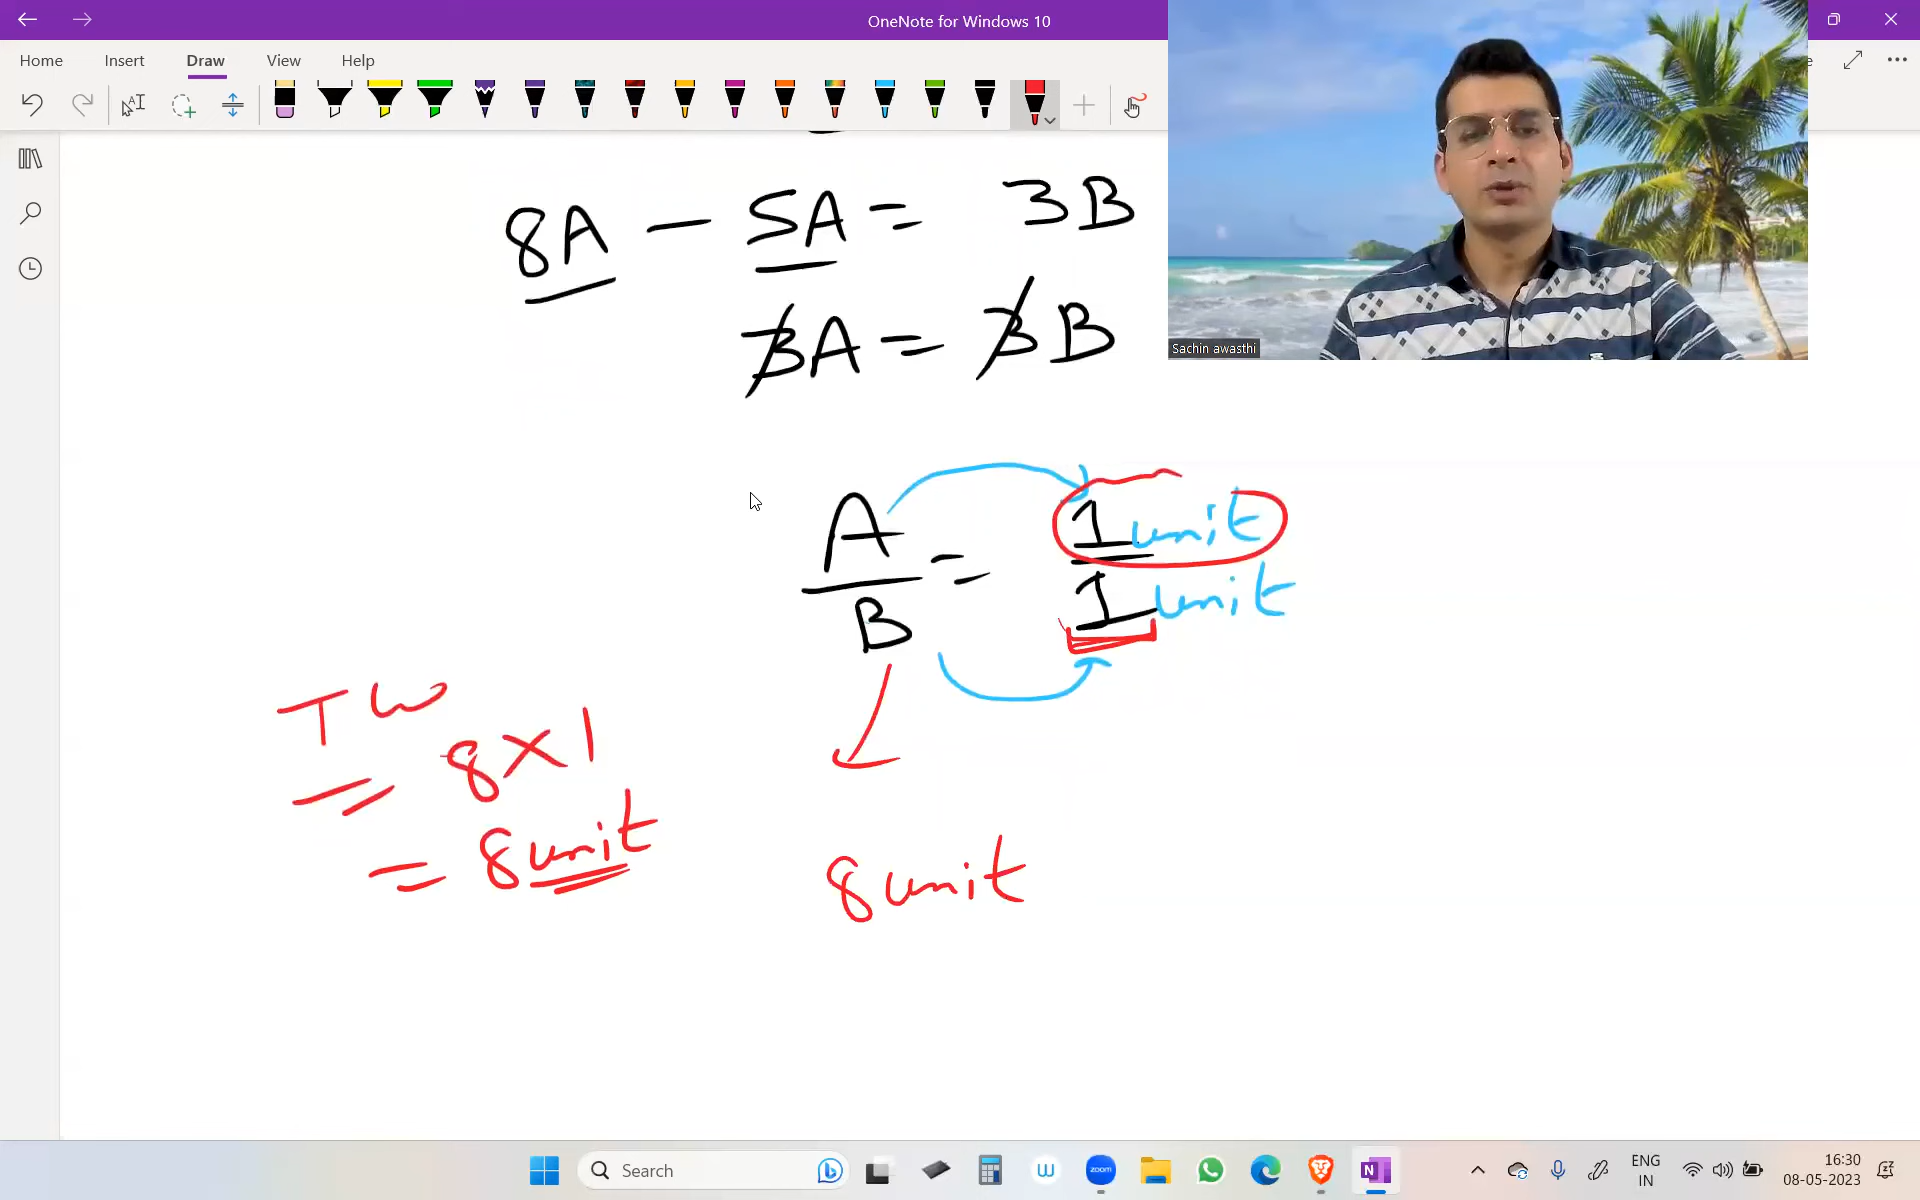 OneNote for Windows 10
Home Insert Draw View Help
8A - 5A = 3B
3A = 3B
Sachin awasthi
A 1 unit
= 
B 1 unit
TW
= 8 X 1
= 8 unit
8 unit
Search
zoom
ENG
IN
16:30
08-05-2023